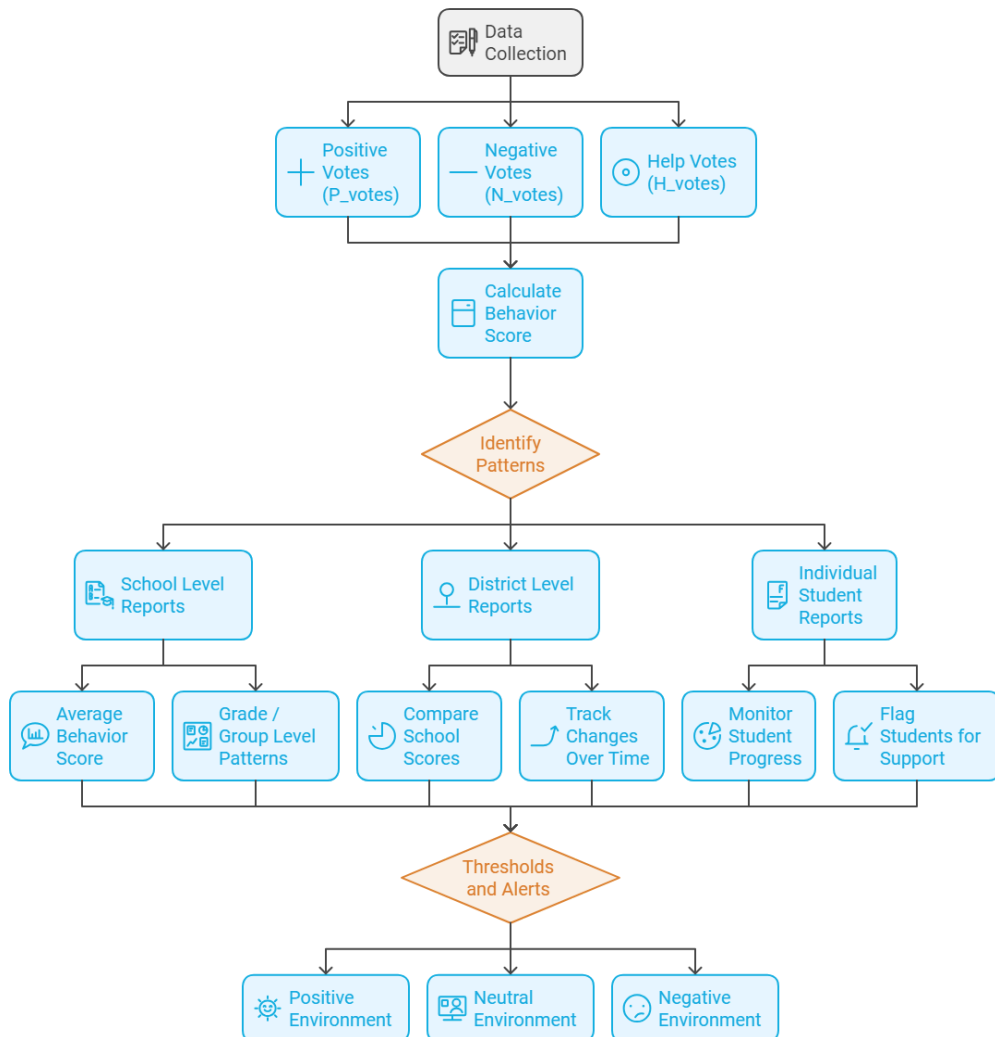 Data
Collection
Positive
Votes
(P_votes)
Negative
Votes
(N_votes)
Help Votes
(H_votes)
Calculate
Behavior
Score
Identify
Patterns
School Level
Reports
District Level
Reports
F
Individual
Student
Reports
Average
Behavior
Score
Grade /
Group Level
Patterns
Compare
School
Scores
Track
Changes
Over Time
Monitor
Student
Progress
Flag
Students for
Support
Thresholds
and Alerts
Positive
Environment
Neutral
Environment
Negative
Environment